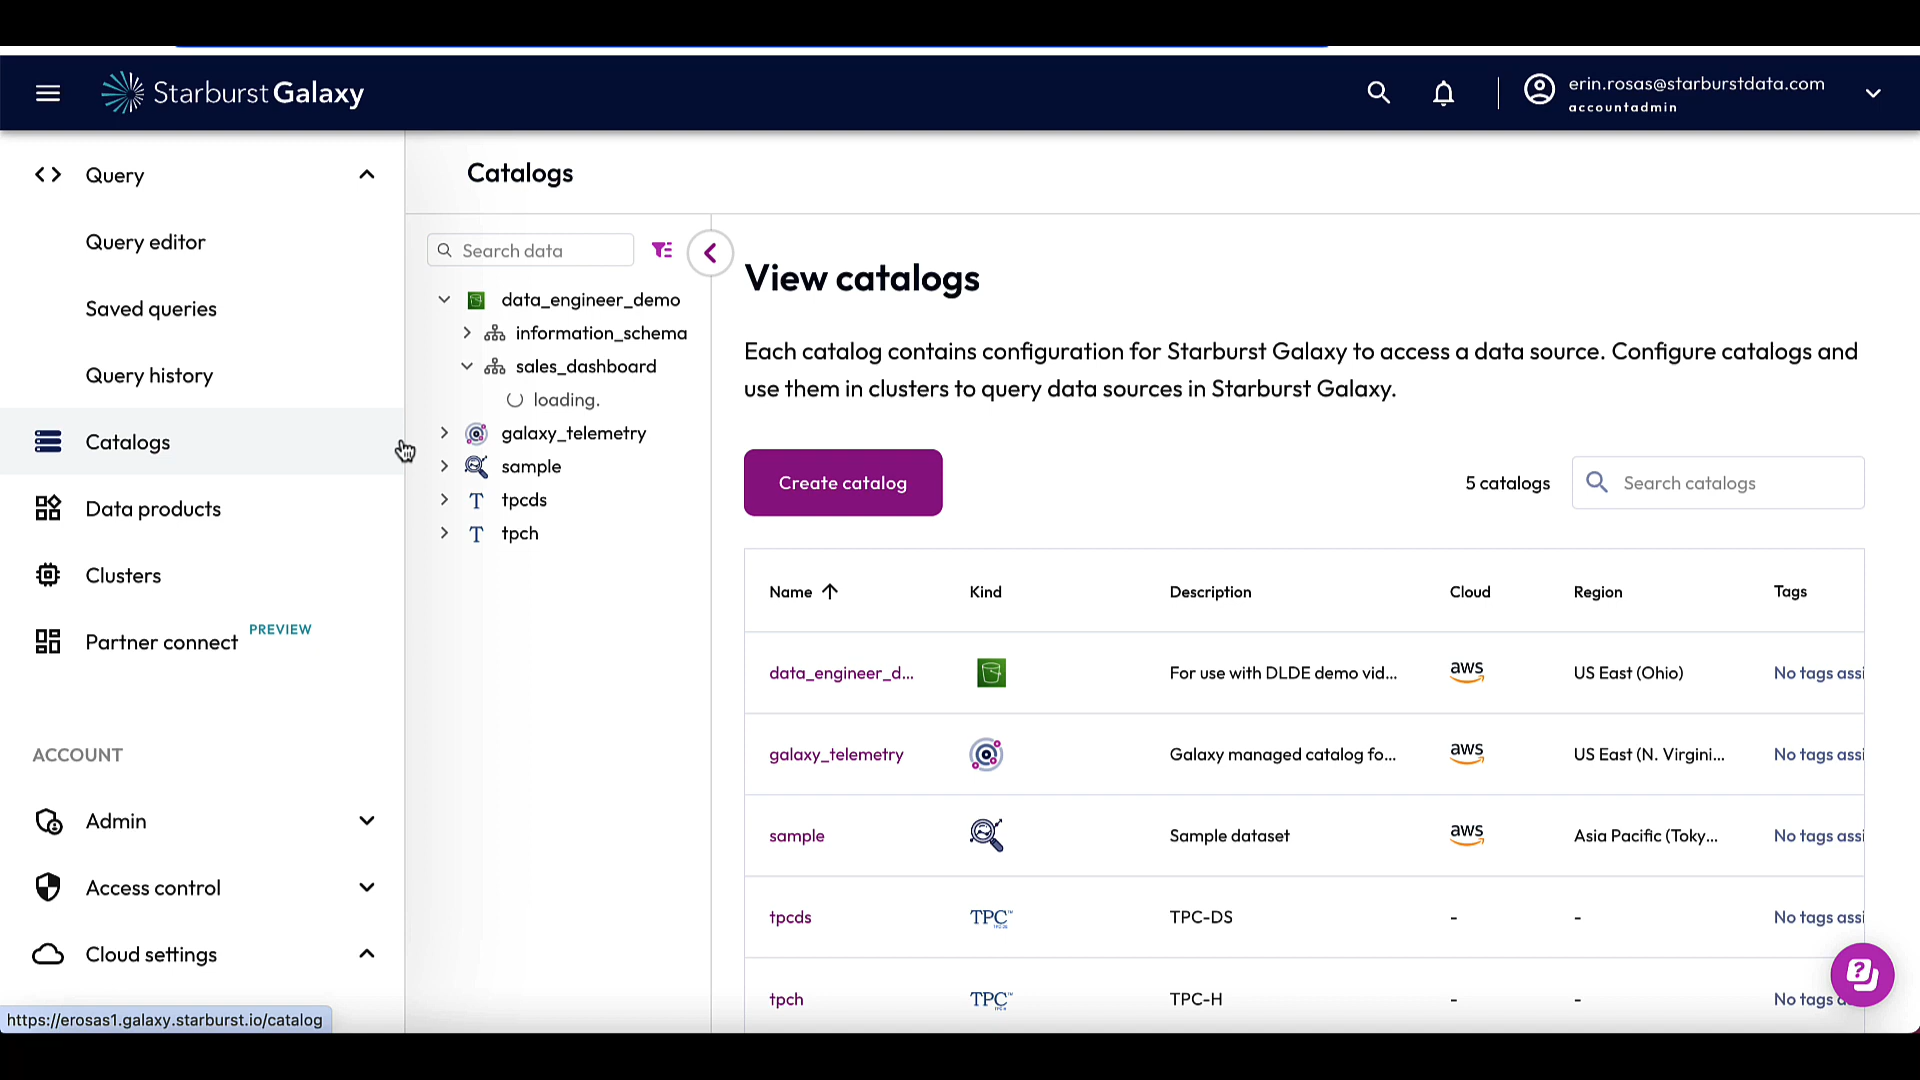 Starburst Galaxy
erin.rosas@starburstdata.com
accountadmin
Query
Query editor
Saved queries
Query history
Catalogs
Data products
Clusters
Partner connect PREVIEW
ACCOUNT
Admin
Access control
Cloud settings
https://erosas1.galaxy.starburst.io/catalog
Catalogs
Search data
data_engineer_demo
information_schema
sales_dashboard
loading.
galaxy_telemetry
sample
T tpcds
T tpch
View catalogs
Each catalog contains configuration for Starburst Galaxy to access a data source. Configure catalogs and
use them in clusters to query data sources in Starburst Galaxy.
Create catalog
5 catalogs
Search catalogs
Name Kind Description Cloud Region Tags
data_engineer_d... For use with DLDE demo vid... aws US East (Ohio) No tags assi
galaxy_telemetry Galaxy managed catalog fo... aws US East (N. Virgini... No tags assi
sample Sample dataset aws Asia Pacific (Toky... No tags assi
tpcds TPC™ TPC-DS - - No tags assi
tpch TPC™ TPC-H - - No tags